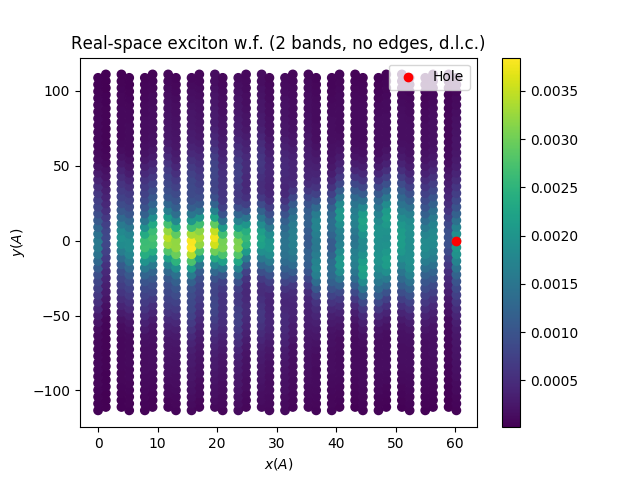 Real-space exciton w.f. (2 bands, no edges, d.l.c.)
Hole
100
50
0
−50
−100
y(A)
0 10 20 30 40 50 60
x(A)
0.0035
0.0030
0.0025
0.0020
0.0015
0.0010
0.0005